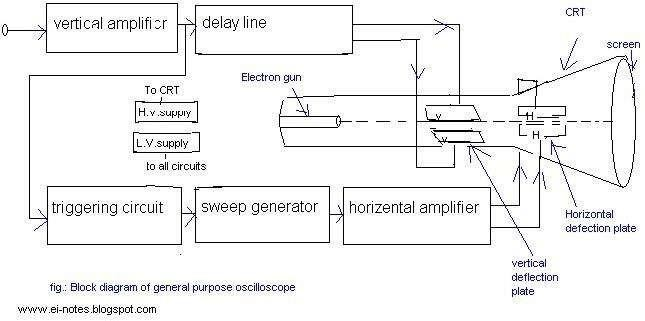 vertical amplifier
delay line
CRT
screen
Electron gun
To CRT
H.v.supply
L.V.supply
to all circuits
V
V
H
H
triggering circuit
sweep generator
horizental amplifier
Horizontal
defection plate
vertical
deflection
plate
fig.: Block diagram of general purpose oscilloscope
www.ei-notes.blogspot.com